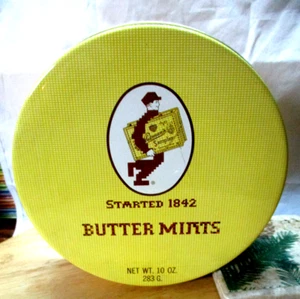 STARTED 1842
BUTTER MINTS
NET WT. 10 OZ.
283 G.